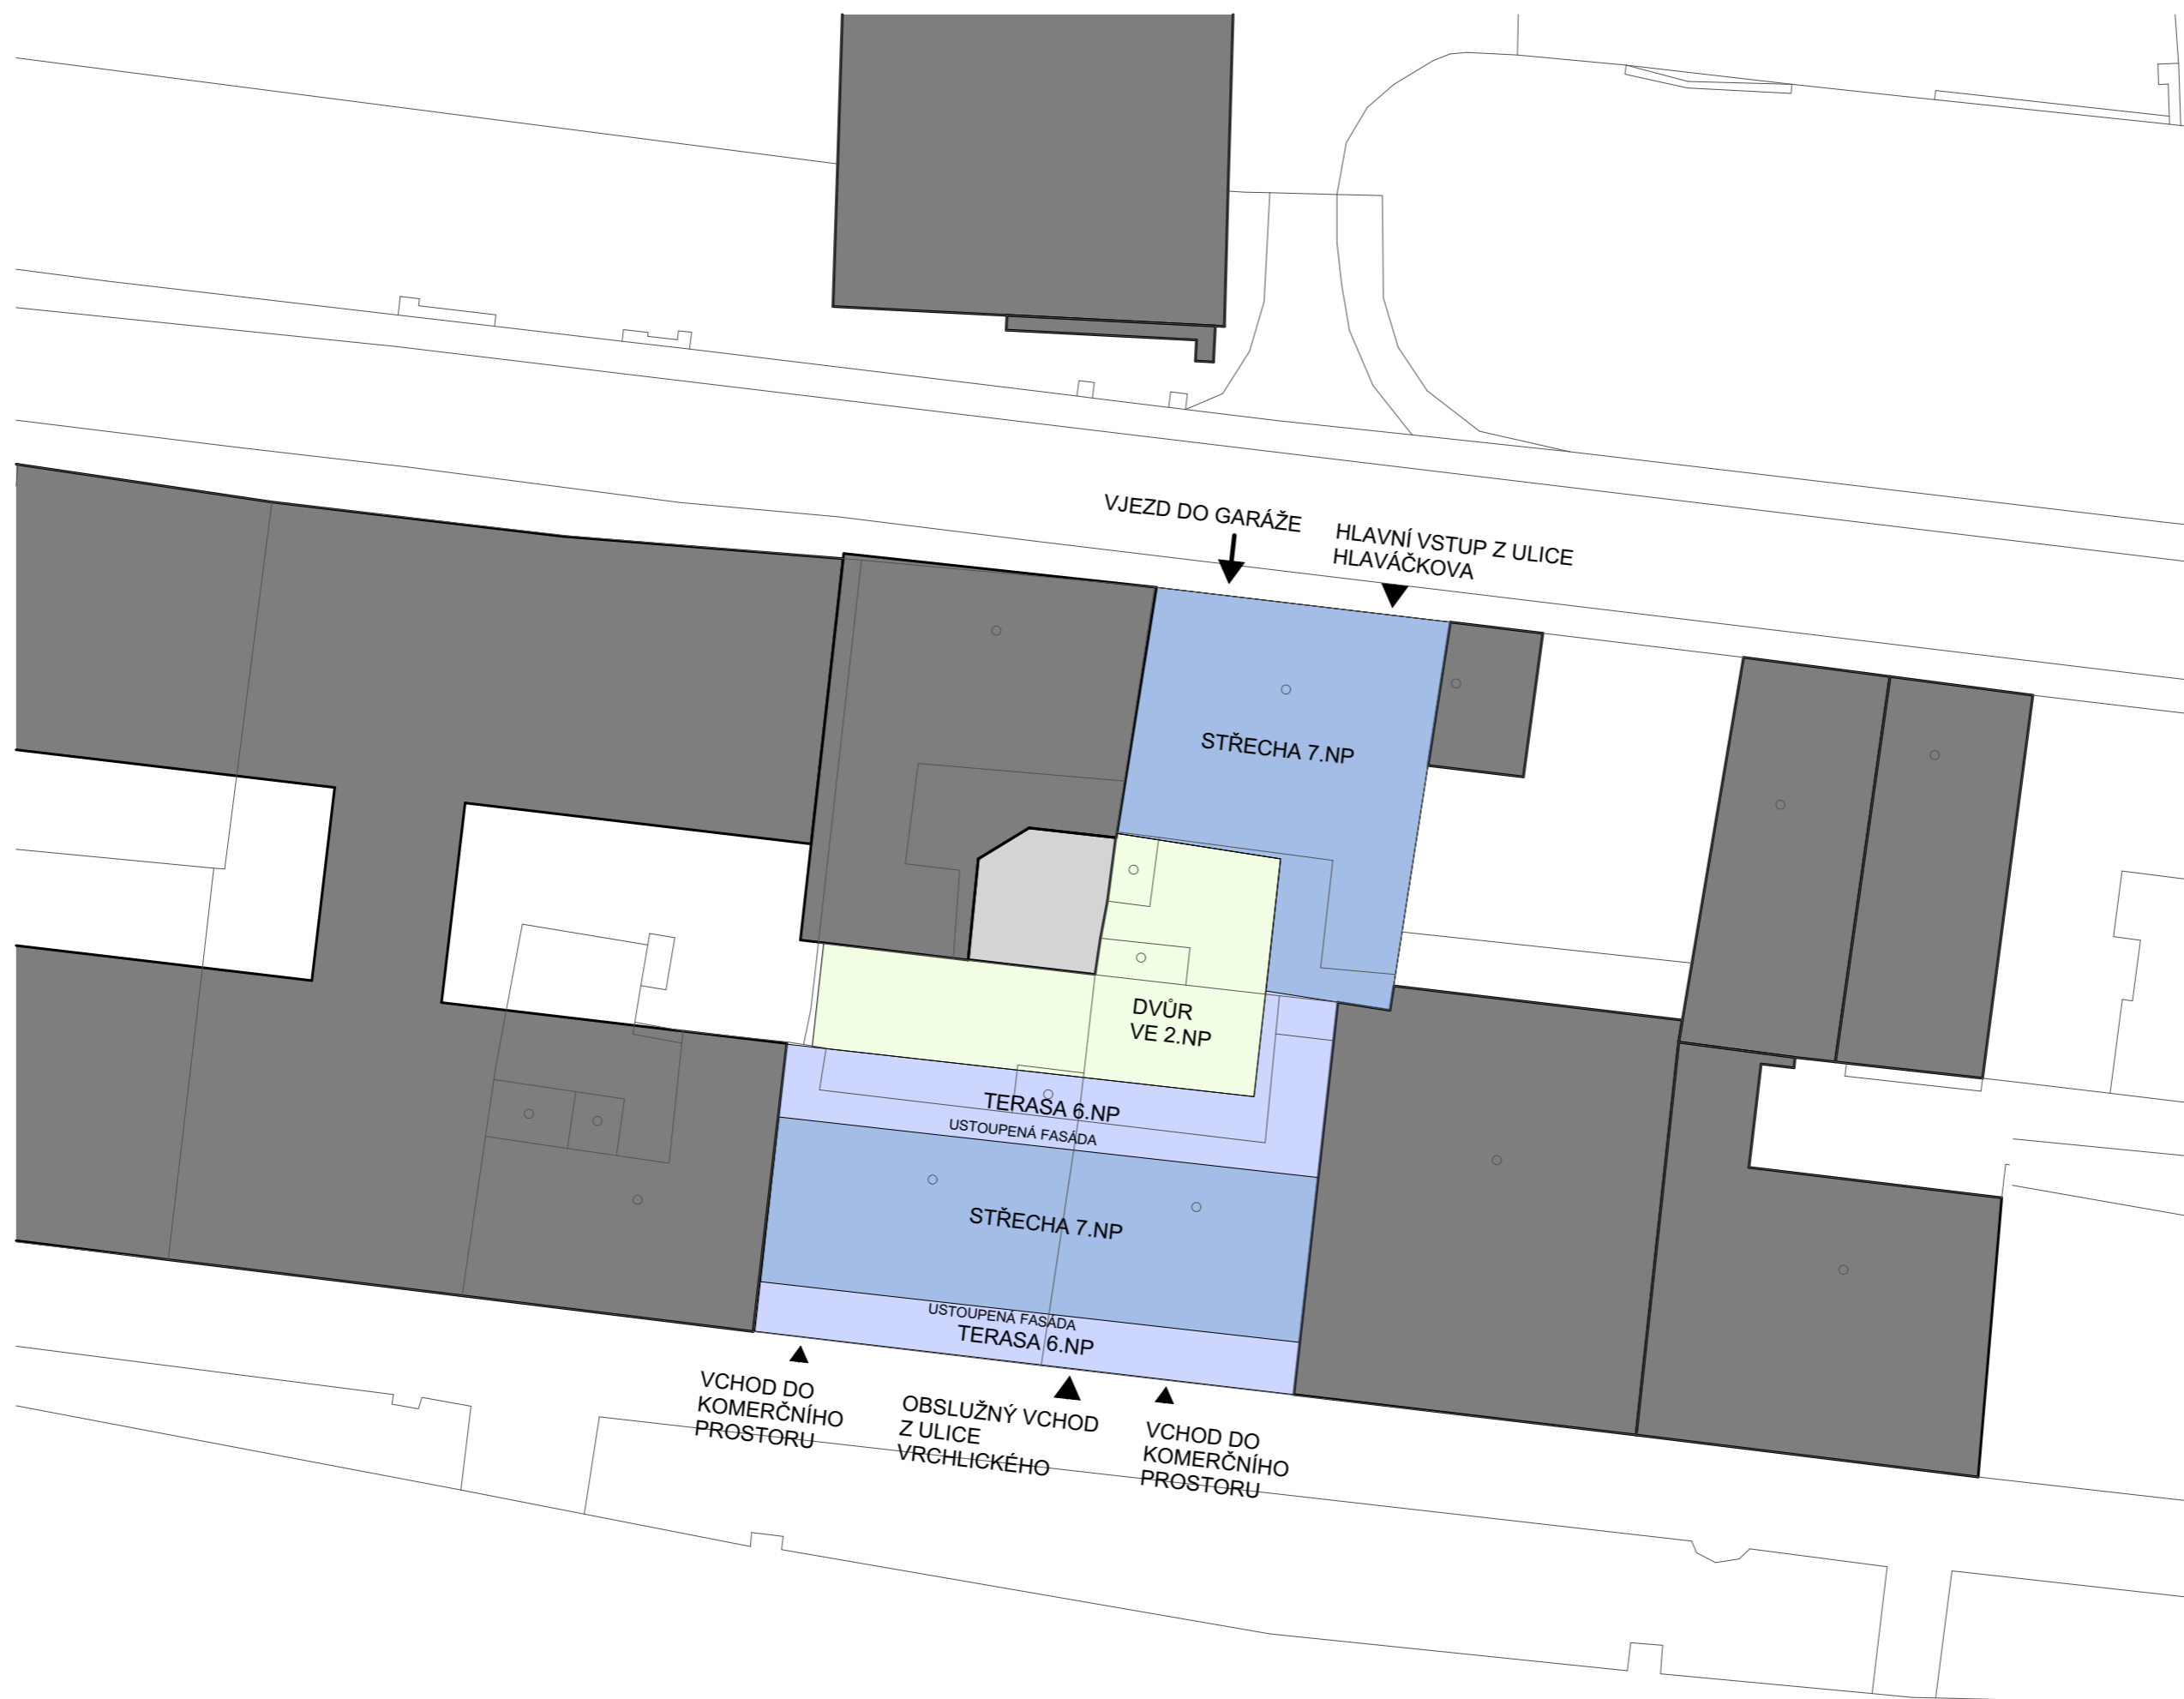 VJEZD DO GARÁŽE
HLAVNÍ VSTUP Z ULICE
HLAVÁČKOVA
STŘECHA 7.NP
DVŮR
VE 2.NP
TERASA 6.NP
USTOUPENÁ FASÁDA
STŘECHA 7.NP
USTOUPENÁ FASÁDA
TERASA 6.NP
VCHOD DO
KOMERČNÍHO
PROSTORU
OBSLUŽNÝ VCHOD
Z ULICE
VRCHLICKÉHO
VCHOD DO
KOMERČNÍHO
PROSTORU